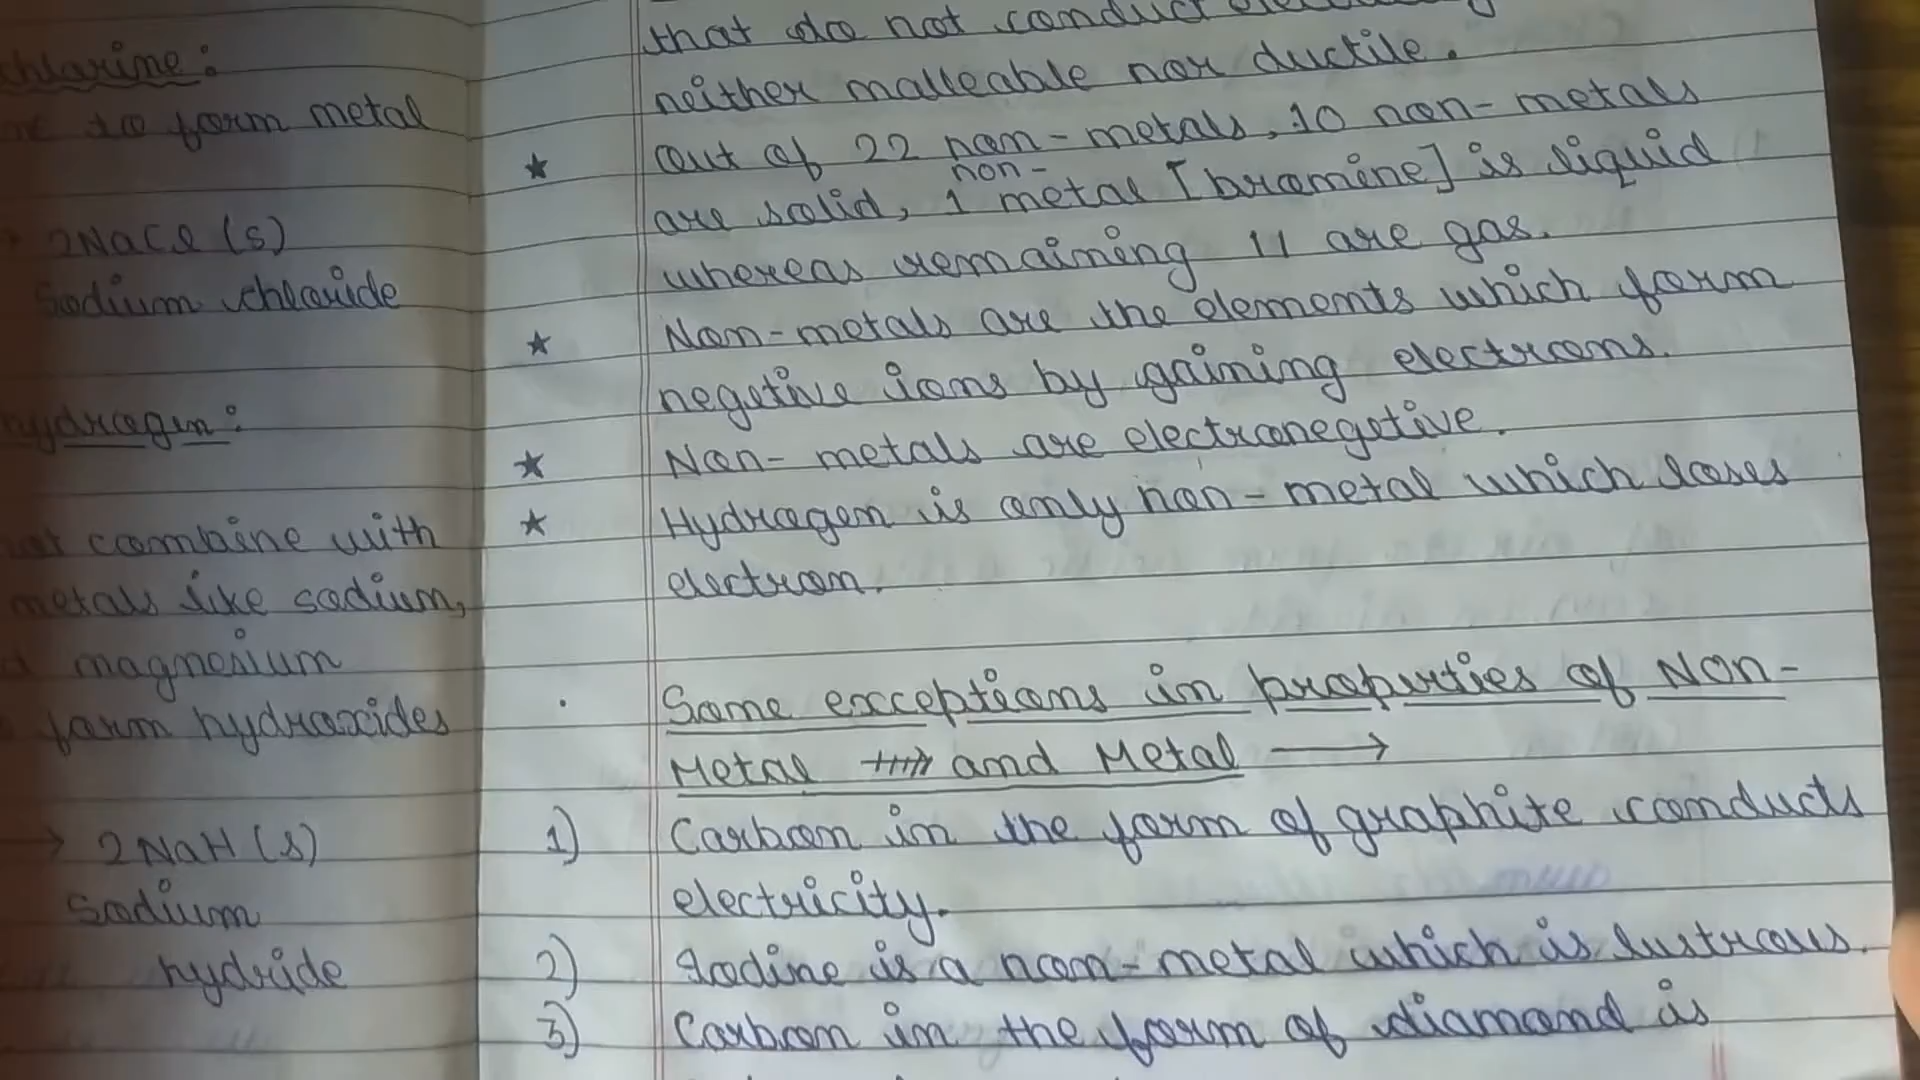 chlorine:
to form metal
2NaCl (s)
Sodium chloride
hydrogen:
not combine with
metals like sodium,
magnesium
form hydroxides
→ 2NaH (s)
Sodium
hydride
that do not conduct
neither malleable nor ductile.
★ out of 22 non-metals, 10 non-metals
non-
are solid, 1 metal [bromine] is liquid
whereas remaining 11 are gas.
★ Non-metals are the elements which form
negetive ions by gaining electrons.
★ Non-metals are electronegetive.
★ Hydrogen is only non-metal which loses
electron.
Some exceptions in properties of Non-
Metal and Metal →
1) Carbon in the form of graphite conducts
electricity.
2) Iodine is a non-metal which is lustrous.
3) Carbon in the form of diamond is